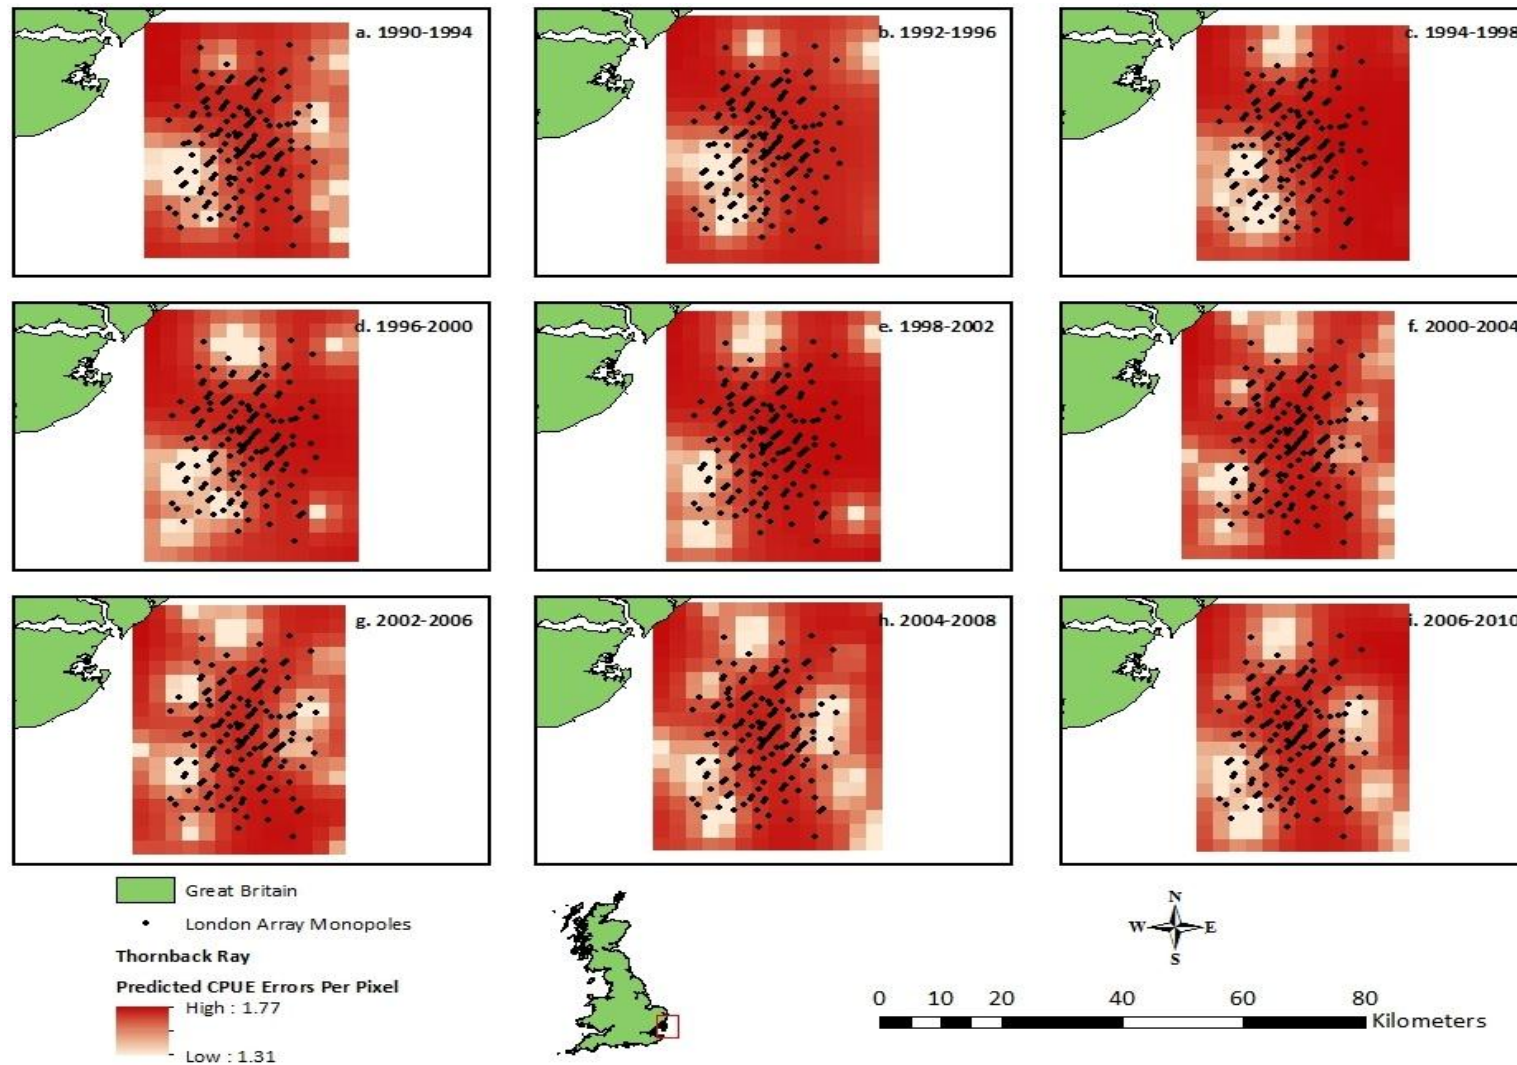 a. 1990-1994
b. 1992-1996
c. 1994-1998
d. 1996-2000
e. 1998-2002
f. 2000-2004
g. 2002-2006
h. 2004-2008
i. 2006-2010
Great Britain
London Array Monopoles
Thornback Ray
Predicted CPUE Errors Per Pixel
High : 1.77
Low : 1.31
N
W E
S
0 10 20 40 60 80
Kilometers